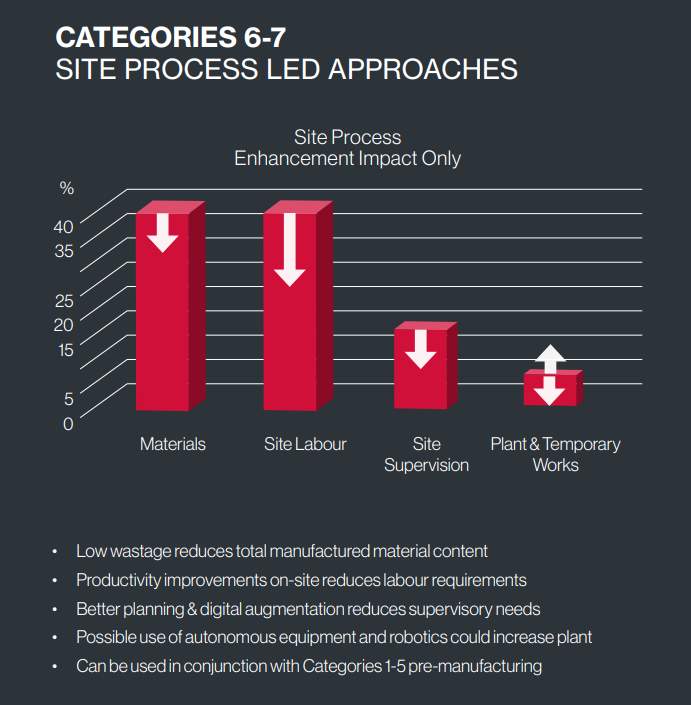 CATEGORIES 6-7
SITE PROCESS LED APPROACHES
Site Process
Enhancement Impact Only
%
40
35
25
20
15
5
0
Materials
Site Labour
Site
Supervision
Plant & Temporary
Works
• Low wastage reduces total manufactured material content
• Productivity improvements on-site reduces labour requirements
• Better planning & digital augmentation reduces supervisory needs
• Possible use of autonomous equipment and robotics could increase plant
• Can be used in conjunction with Categories 1-5 pre-manufacturing